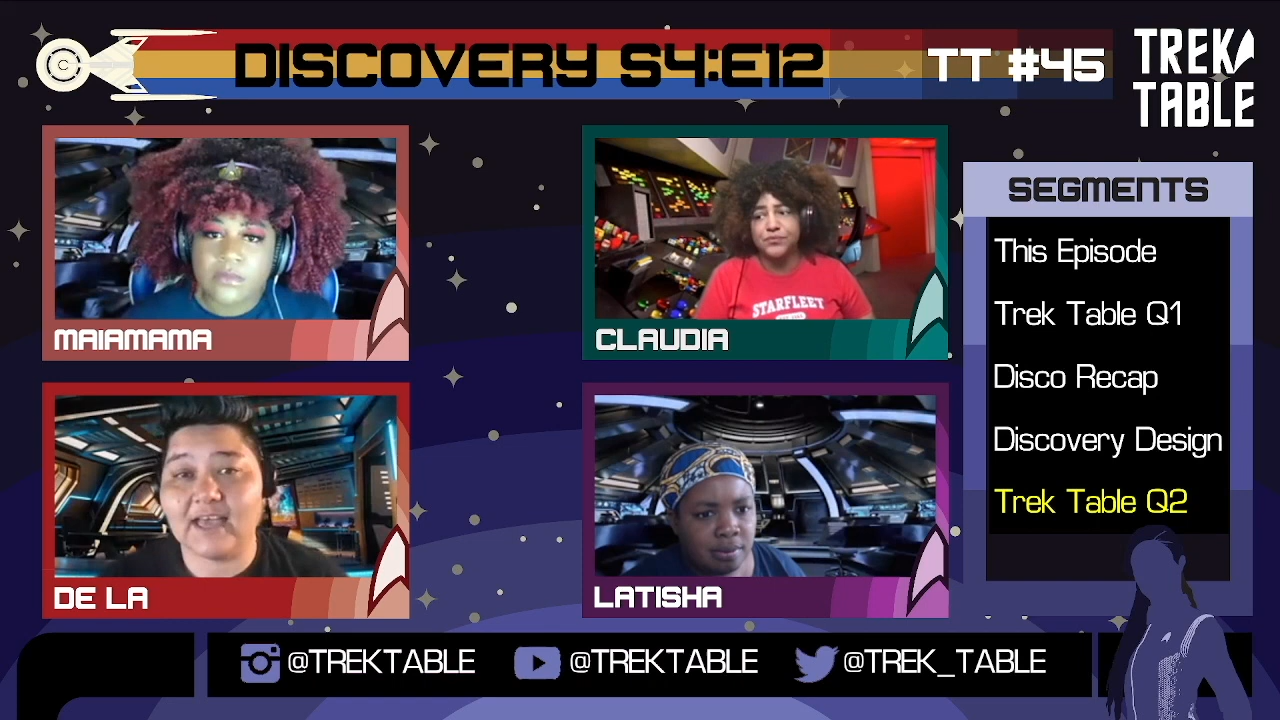 DISCOVERY S4:E12
TT #45
TREK
TABLE
SEGMENTS
This Episode
Trek Table Q1
Disco Recap
Discovery Design
Trek Table Q2
MAIAMAMA
CLAUDIA
STARFLEET
DE LA
LATISHA
@TREKTABLE
@TREKTABLE
@TREK_TABLE